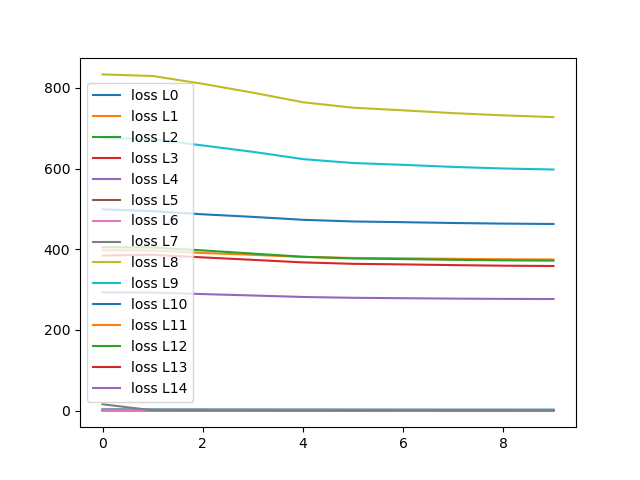 800
600
400
200
0
loss L0
loss L1
loss L2
loss L3
loss L4
loss L5
loss L6
loss L7
loss L8
loss L9
loss L10
loss L11
loss L12
loss L13
loss L14
0 2 4 6 8